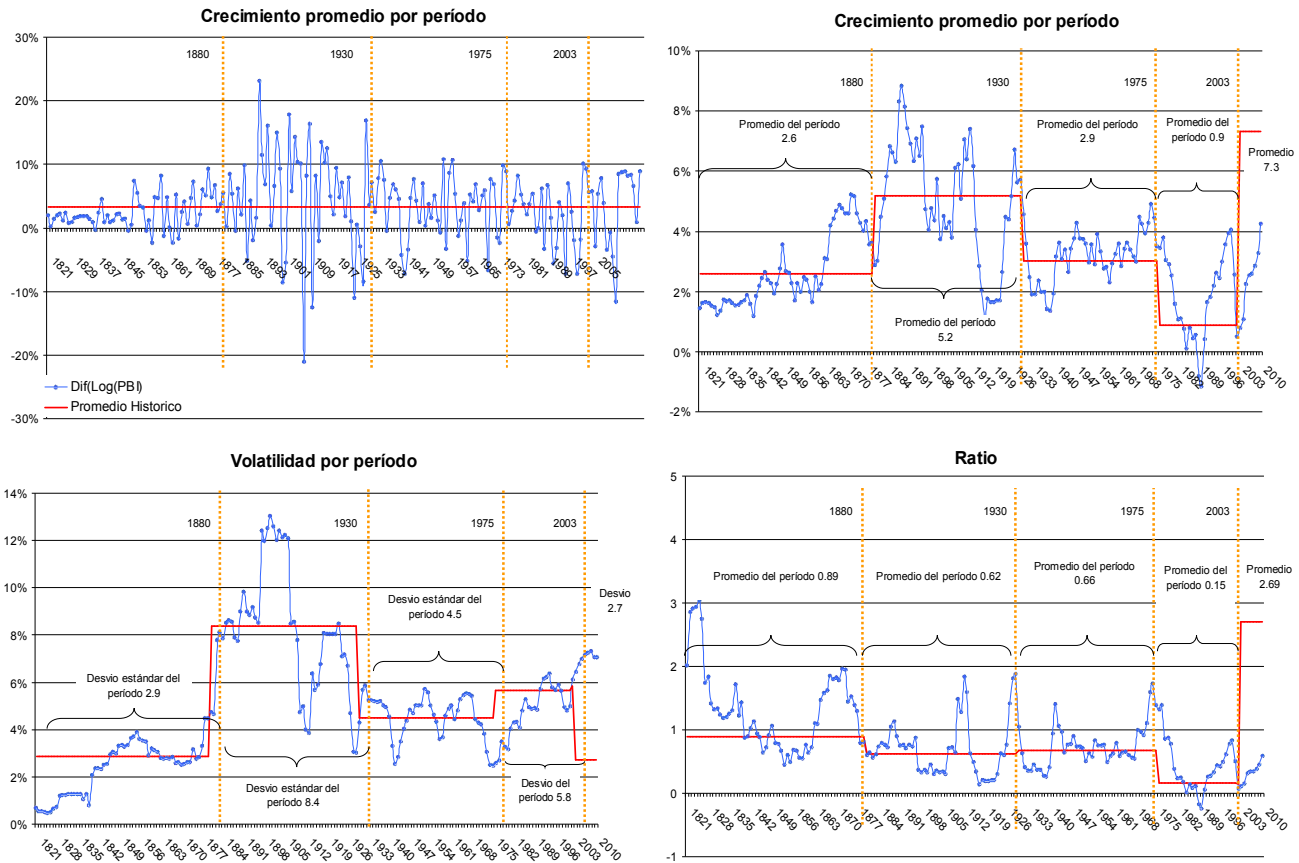 Crecimiento promedio por período
30%
1880 1930 1975 2003
20%
10%
0%
1821 1829 1837 1845 1853 1861 1869 1877 1885 1893 1901 1909 1917 1925 1933 1941 1949 1957 1965 1973 1981 1989 1997 2005
-10%
-20%
Dif(Log(PBI)
Promedio Historico
-30%
Crecimiento promedio por período
10%
1880 1930 1975 2003
8%
Promedio del período
2.6
Promedio del período
2.9
Promedio del
período 0.9
Promedio
7.3
6%
4%
2%
Promedio del período
5.2
0%
1821 1828 1835 1842 1849 1856 1863 1870 1877 1884 1891 1898 1905 1912 1919 1926 1933 1940 1947 1954 1961 1968 1975 1982 1989 1996 2003 2010
-2%
Volatilidad por período
14%
1880 1930 1975 2003
12%
10%
Desvio estándar del
período 4.5
Desvio
2.7
8%
6%
Desvio estándar del
período 2.9
4%
2%
Desvio estándar del
período 8.4
Desvio del
período 5.8
0%
1821 1828 1835 1842 1849 1856 1863 1870 1877 1884 1891 1898 1905 1912 1919 1926 1933 1940 1947 1954 1961 1968 1975 1982 1989 1996 2003 2010
Ratio
5
1880 1930 1975 2003
4
Promedio del período 0.89
Promedio del período 0.62
Promedio del período
0.66
Promedio del
período 0.15
Promedio
2.69
3
2
1
0
1821 1828 1835 1842 1849 1856 1863 1870 1877 1884 1891 1898 1905 1912 1919 1926 1933 1940 1947 1954 1961 1968 1975 1982 1989 1996 2003 2010
-1